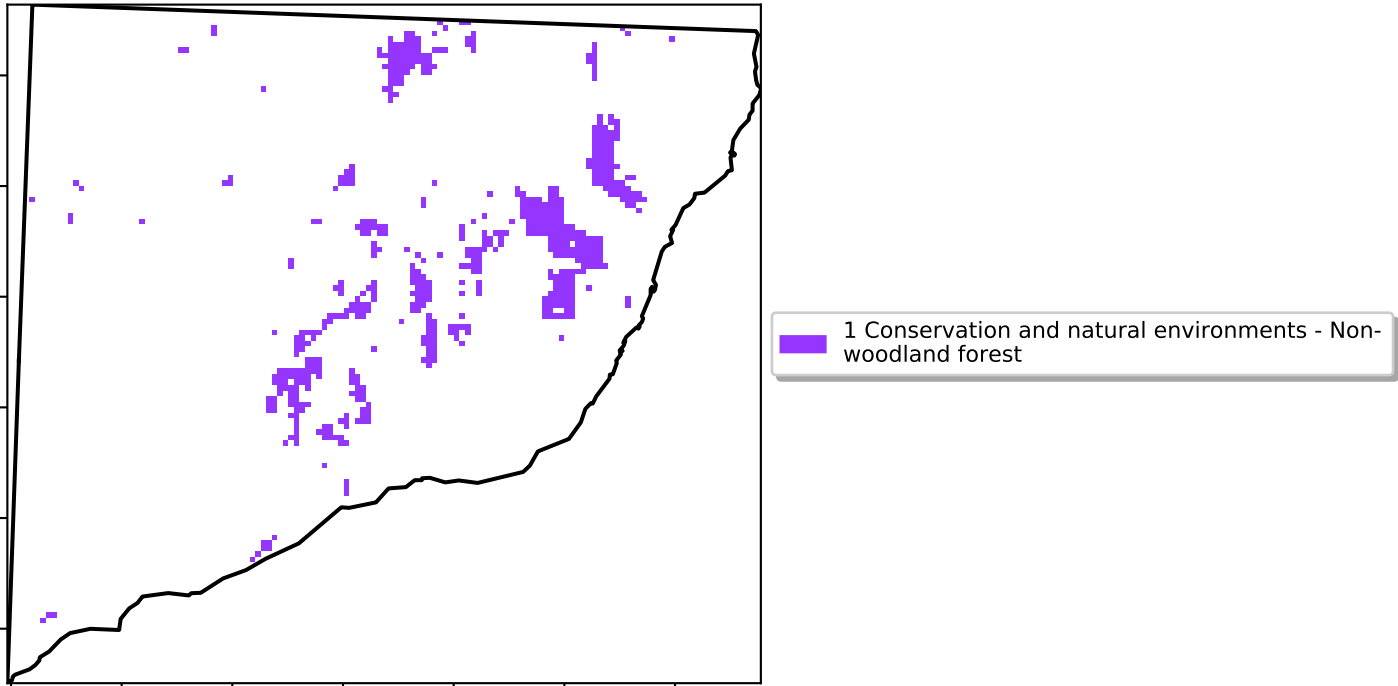 1 Conservation and natural environments - Non-
woodland forest